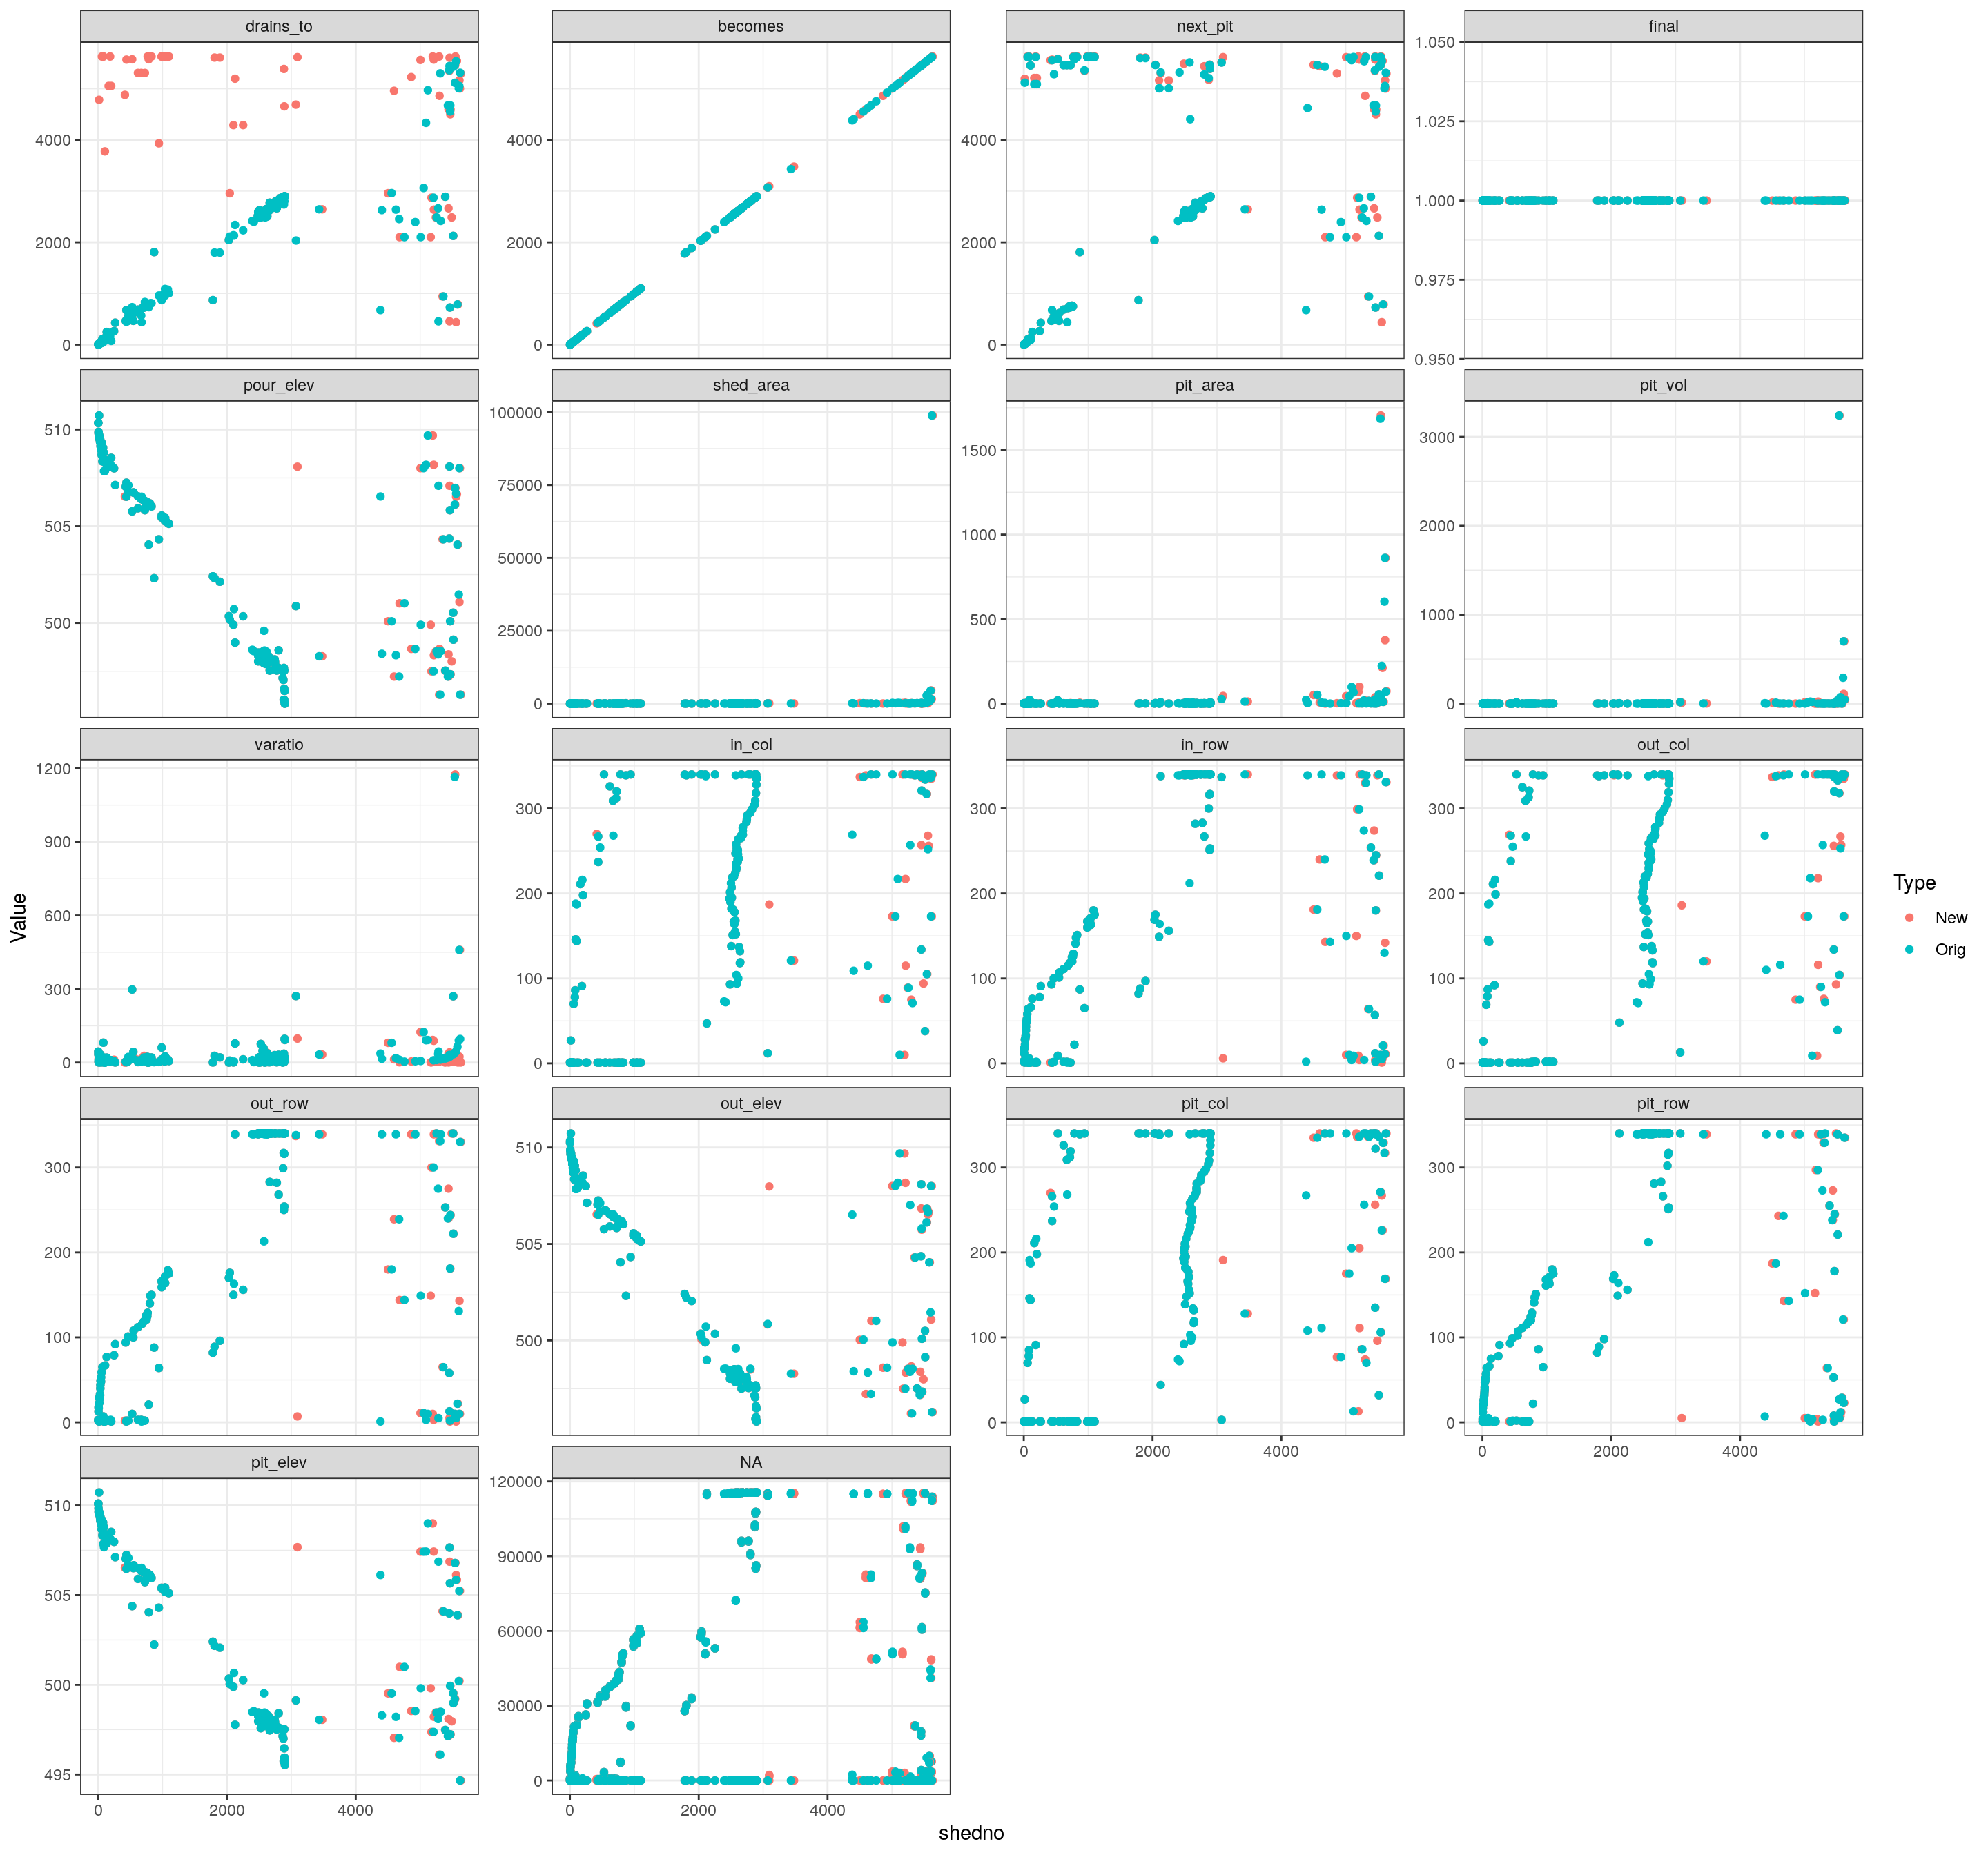 drains_to becomes next_pit final
4000 4000 4000 1.050
2000 2000 2000 1.025
0 0 0 1.000
0.975
0.950
pour_elev shed_area pit_area pit_vol
510 100000 1500 3000
505 75000 1000 2000
500 50000 500 1000
25000 0 0
0
varatio in_col in_row out_col
1200 300 300 300
900 200 200 200
600 100 100 100
300 0 0 0
0
out_row out_elev pit_col pit_row
300 510 300 300
200 505 200 200
100 500 100 100
0 0 0
0 2000 4000 0 2000 4000
pit_elev NA
510 120000
505 90000
500 60000
495 30000
0
0 2000 4000 0 2000 4000
shedno
Value
Type
New
Orig